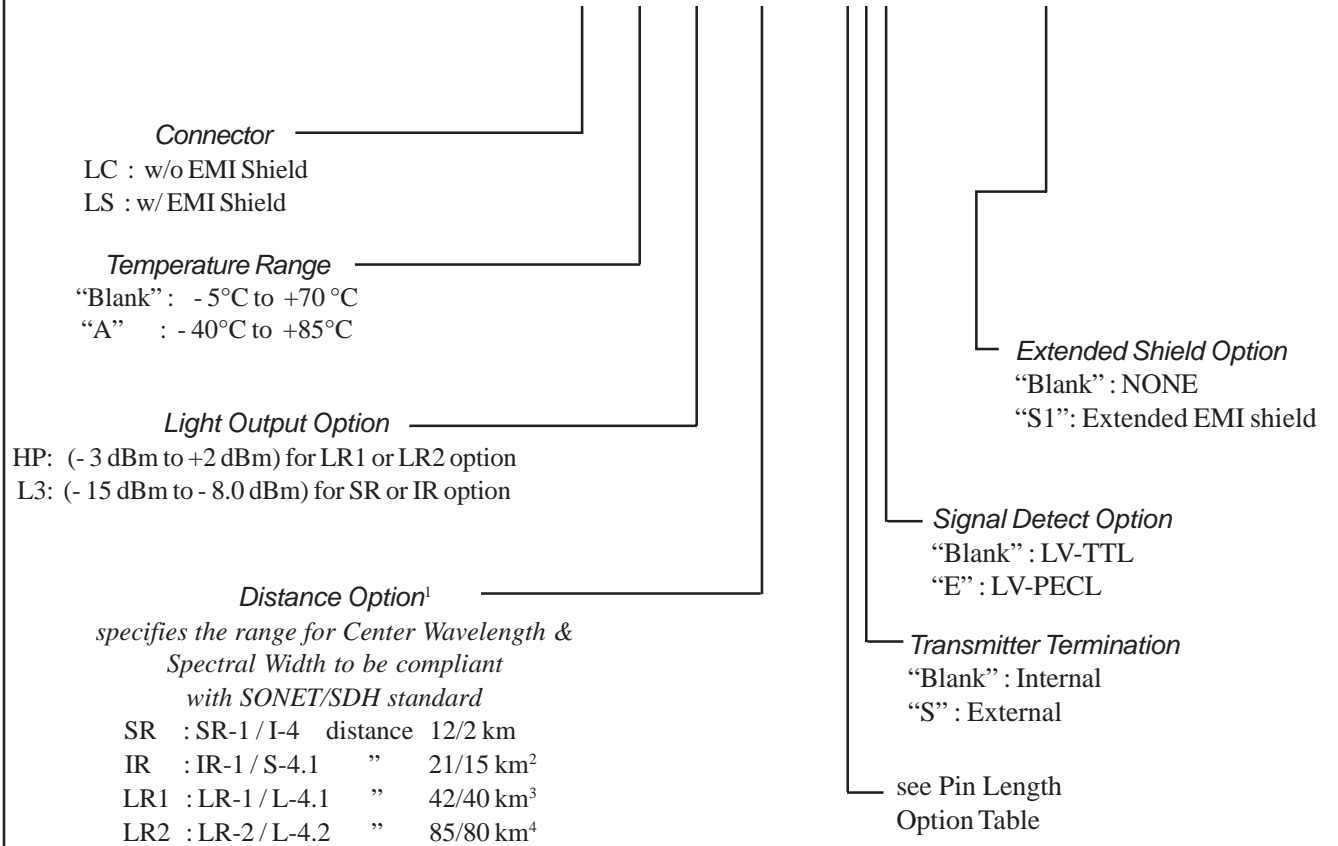 Connector
LC : w/o EMI Shield
LS : w/ EMI Shield
Temperature Range
“Blank” : - 5°C to +70 °C
“A” : - 40°C to +85°C
Light Output Option
HP: (- 3 dBm to +2 dBm) for LR1 or LR2 option
L3: (- 15 dBm to - 8.0 dBm) for SR or IR option
Distance Option¹
specifies the range for Center Wavelength &
Spectral Width to be compliant
with SONET/SDH standard
SR : SR-1 / I-4 distance 12/2 km
IR : IR-1 / S-4.1 ” 21/15 km²
LR1 : LR-1 / L-4.1 ” 42/40 km³
LR2 : LR-2 / L-4.2 ” 85/80 km⁴
Extended Shield Option
“Blank” : NONE
“S1”: Extended EMI shield
Signal Detect Option
“Blank” : LV-TTL
“E” : LV-PECL
Transmitter Termination
“Blank” : Internal
“S” : External
see Pin Length
Option Table